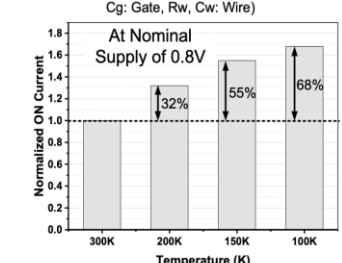 Cg: Gate, Rw, Cw: Wire)
At Nominal
Supply of 0.8V
Normalized ON Current
1.8
1.6
1.4
1.2
1.0
0.8
0.6
0.4
0.2
0.0
32%
55%
68%
300K
200K
150K
100K
Temperature (K)